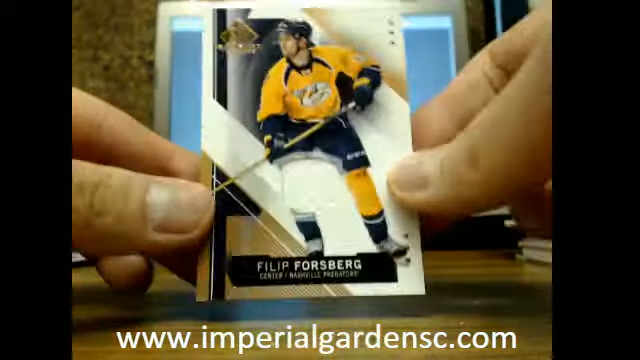 FILIP FORSBERG
CENTER / NASHVILLE PREDATORS
www.imperialgardensc.com